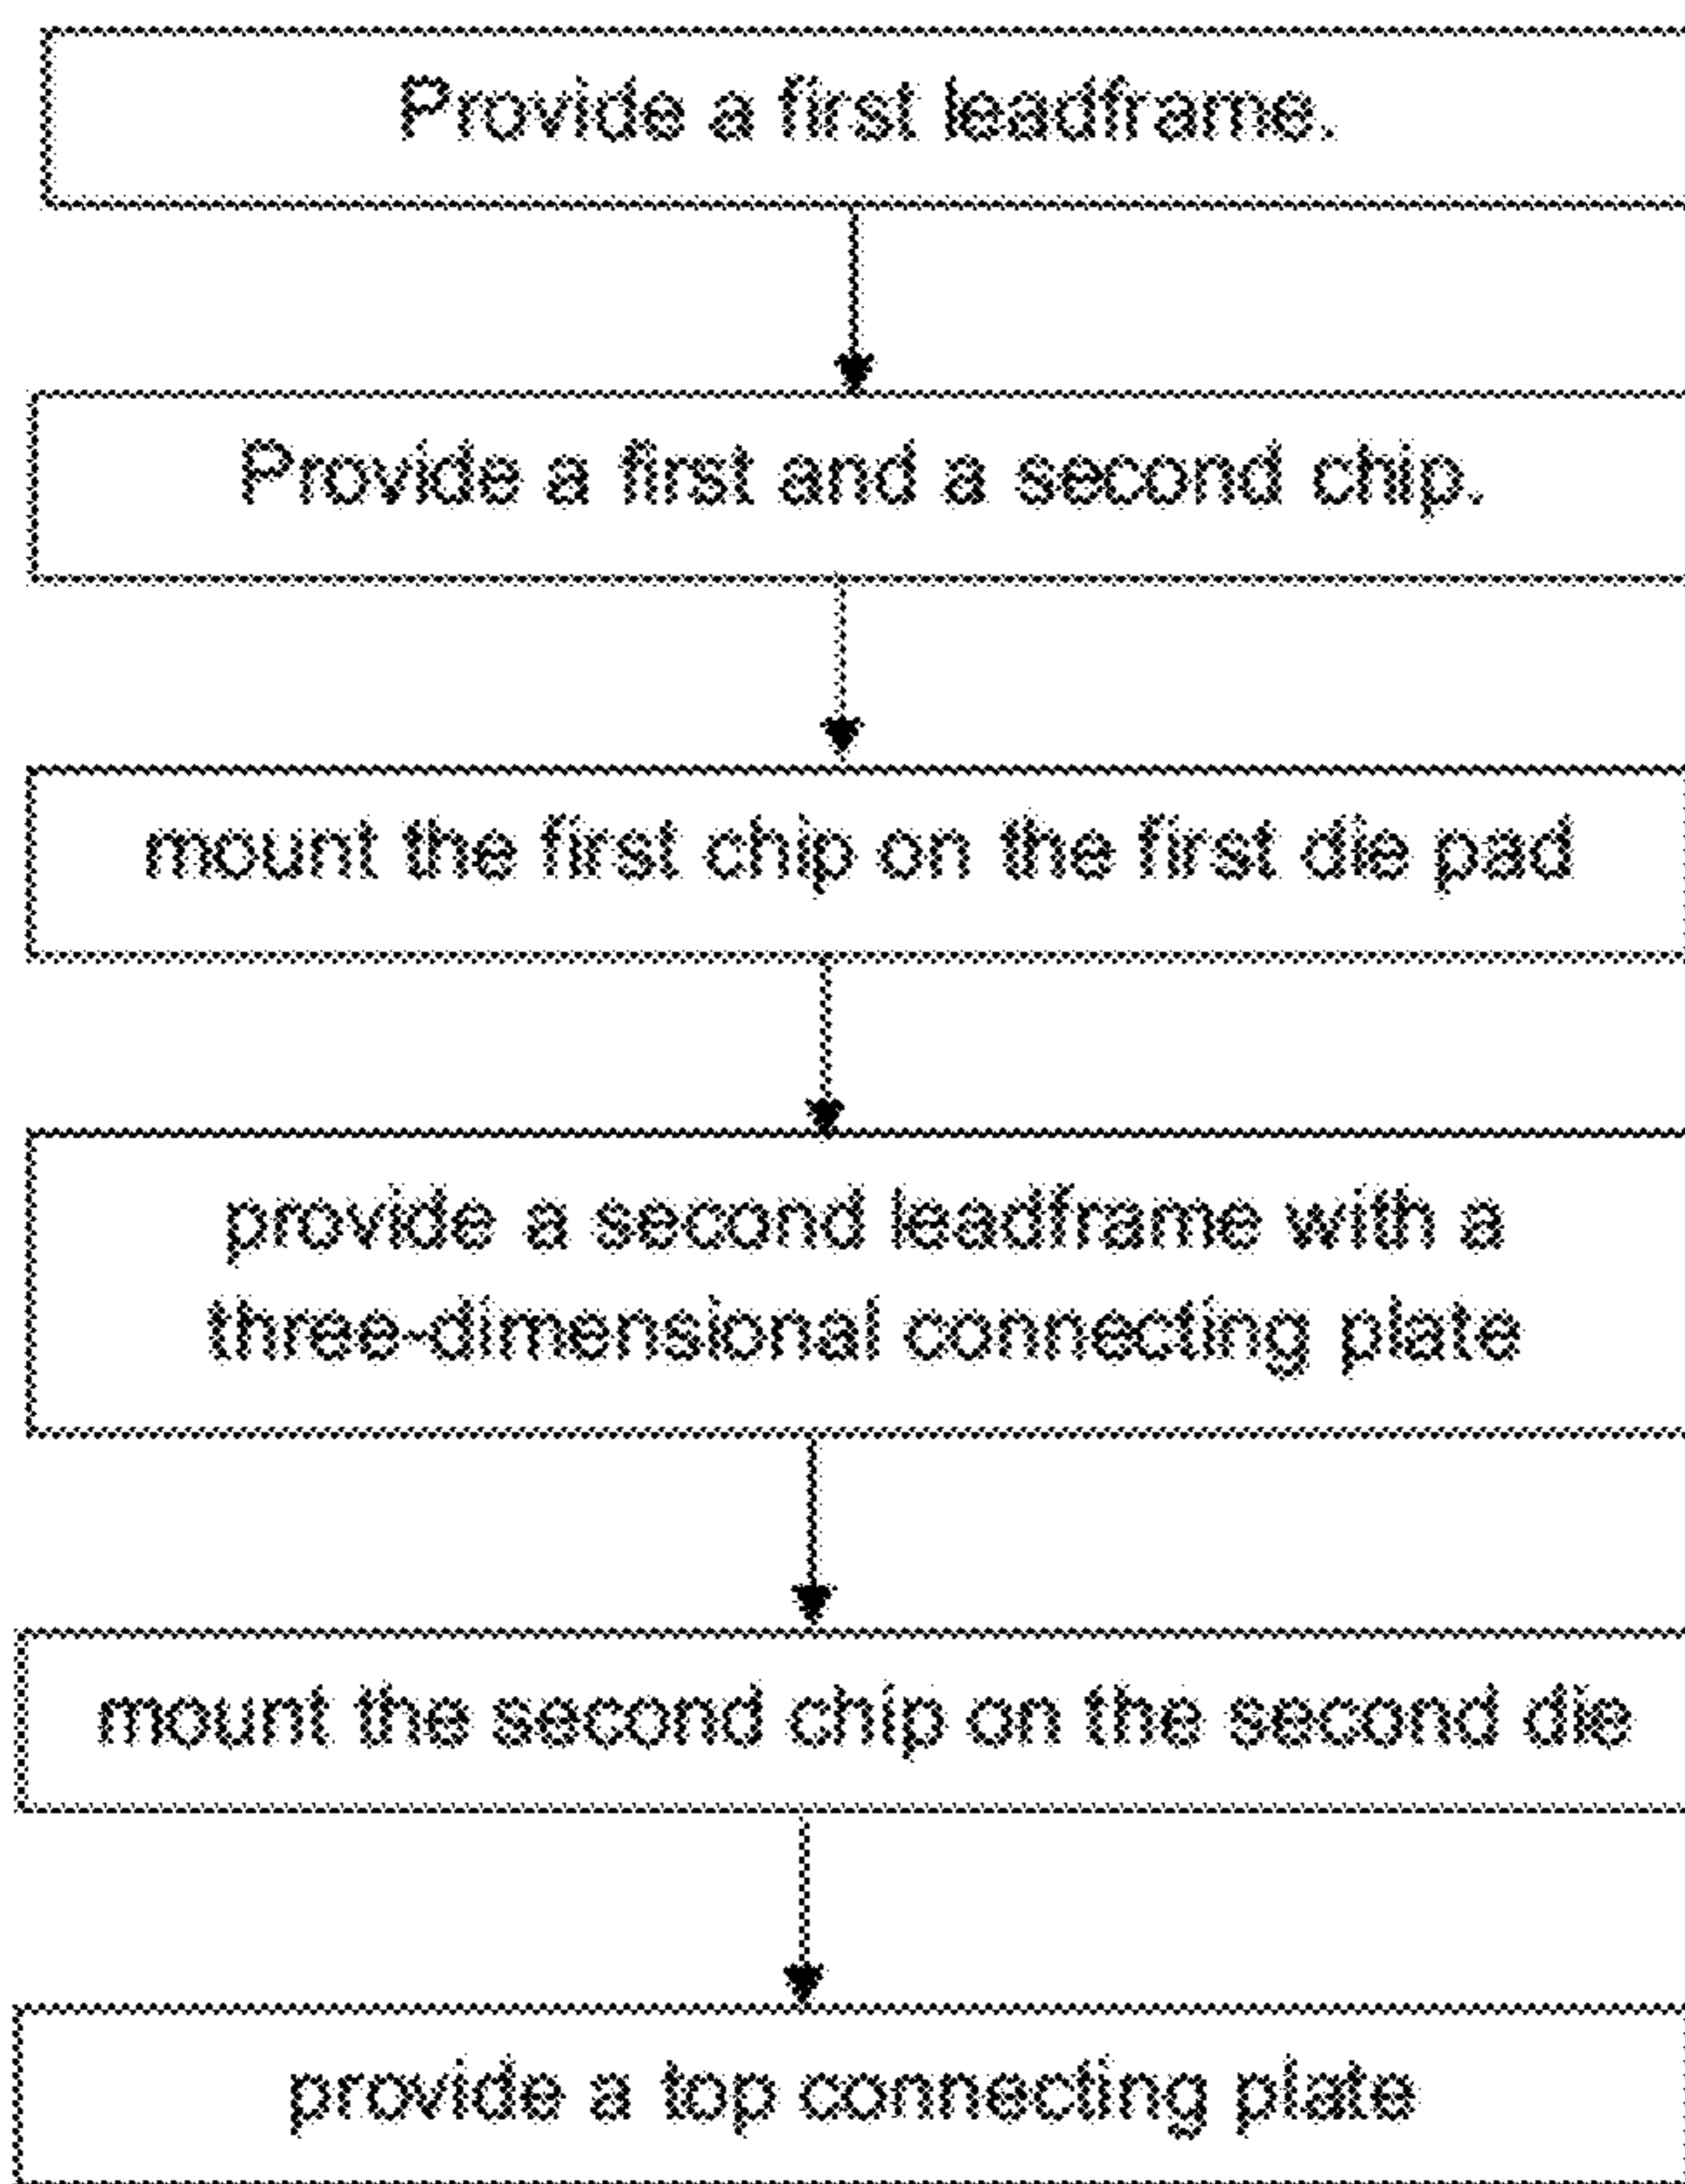 Provide a first leadframe.
Provide a first and a second chip.
mount the first chip on the first die pad
provide a second leadframe with a
three-dimensional connecting plate
mount the second chip on the second die
provide a top connecting plate